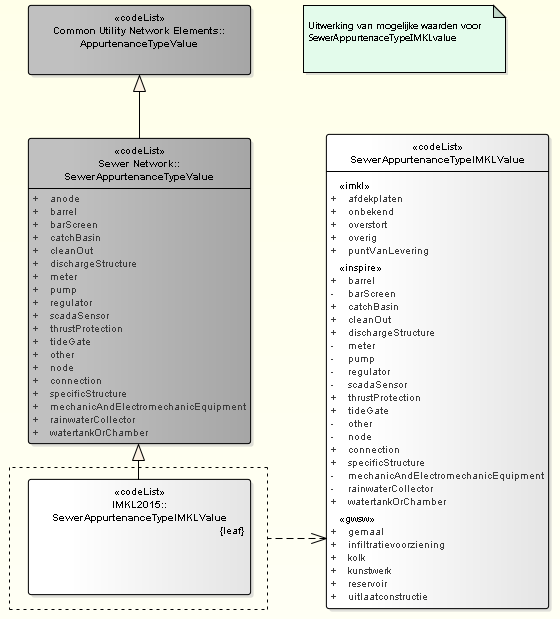 «codeList»
Common Utility Network Elements::
AppurtenanceTypeValue
Uitwerking van mogelijke waarden voor
SewerAppurtenaceTypeIMKLvalue
«codeList»
Sewer Network::
SewerAppurtenanceTypeValue
+ anode
+ barrel
+ barScreen
+ catchBasin
+ cleanOut
+ dischargeStructure
+ meter
+ pump
+ regulator
+ scadaSensor
+ thrustProtection
+ tideGate
+ other
+ node
+ connection
+ specificStructure
+ mechanicAndElectromechanicEquipment
+ rainwaterCollector
+ watertankOrChamber
«codeList»
IMKL2015::
SewerAppurtenanceTypeIMKLValue
{leaf}
«codeList»
SewerAppurtenanceTypeIMKLValue
«imkl»
+ afdekplaten
+ onbekend
+ overstort
+ overig
+ puntVanLevering
«inspire»
+ barrel
- barScreen
+ catchBasin
+ cleanOut
+ dischargeStructure
- meter
- pump
- regulator
- scadaSensor
+ thrustProtection
+ tideGate
- other
- node
+ connection
+ specificStructure
- mechanicAndElectromechanicEquipment
- rainwaterCollector
+ watertankOrChamber
«gwsw»
+ gemaal
+ infiltratievoorziening
+ kolk
+ kunstwerk
+ reservoir
+ uitlaatconstructie